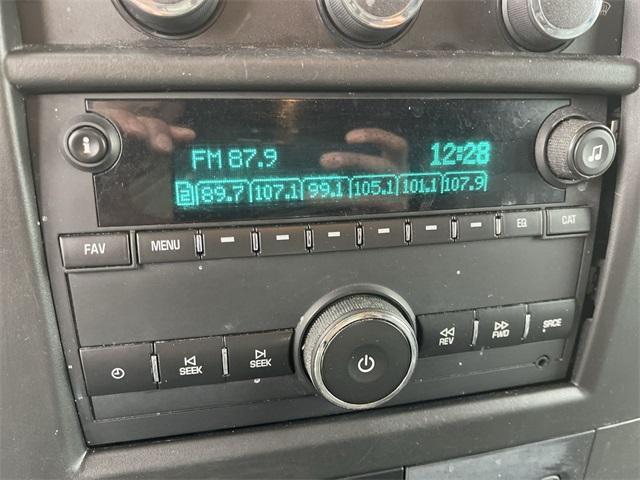 FM 87.9 12:28
89.7 107.1 99.1 105.1 101.1 107.9
FAV MENU EQ CAT
SEEK SEEK REV FWD SRCE